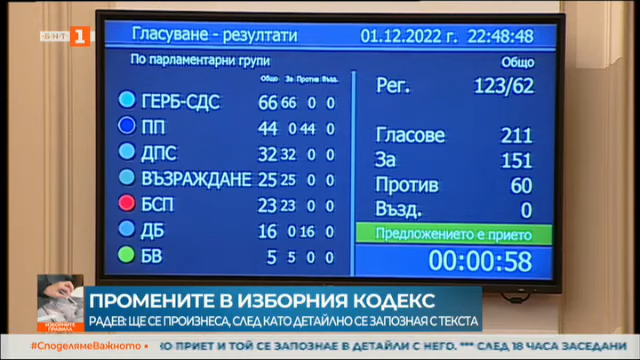 БНТ 1
Гласуване - резултати 01.12.2022 г. 22:48:48
По парламентарни групи Общо
Общо За Против Възд.
Рег. 123/62
ГЕРБ-СДС 66 66 0 0
ПП 44 0 44 0
ДПС 32 32 0 0
ВЪЗРАЖДАНЕ 25 25 0 0
БСП 23 23 0 0
ДБ 16 0 16 0
БВ 5 5 0 0
Гласове 211
За 151
Против 60
Възд. 0
Предложението е прието
00:00:58
ИЗБОРНИТЕ ПРАВИЛА
ПРОМЕНИТЕ В ИЗБОРНИЯ КОДЕКС
РАДЕВ: ЩЕ СЕ ПРОИЗНЕСА, СЛЕД КАТО ДЕТАЙЛНО СЕ ЗАПОЗНАЯ С ТЕКСТА
#СподелямеВажното О ПРИЕТ И ТОЙ СЕ ЗАПОЗНАЕ В ДЕТАЙЛИ С НЕГО. *** СЛЕД 18 ЧАСА ЗАСЕДАНИ